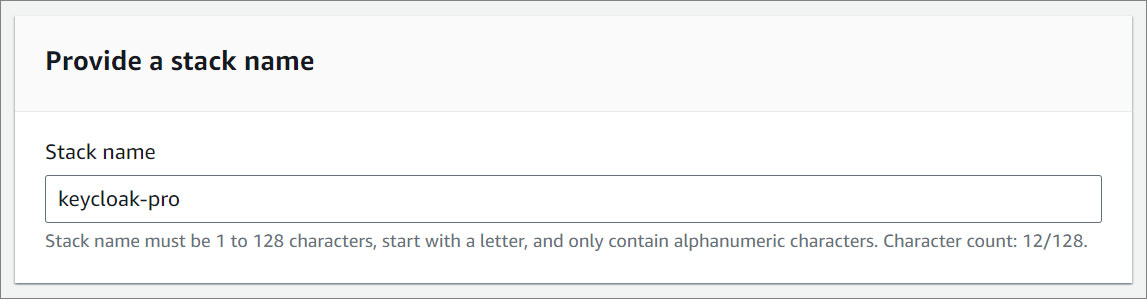 Provide a stack name
Stack name
keycloak-pro
Stack name must be 1 to 128 characters, start with a letter, and only contain alphanumeric characters. Character count: 12/128.